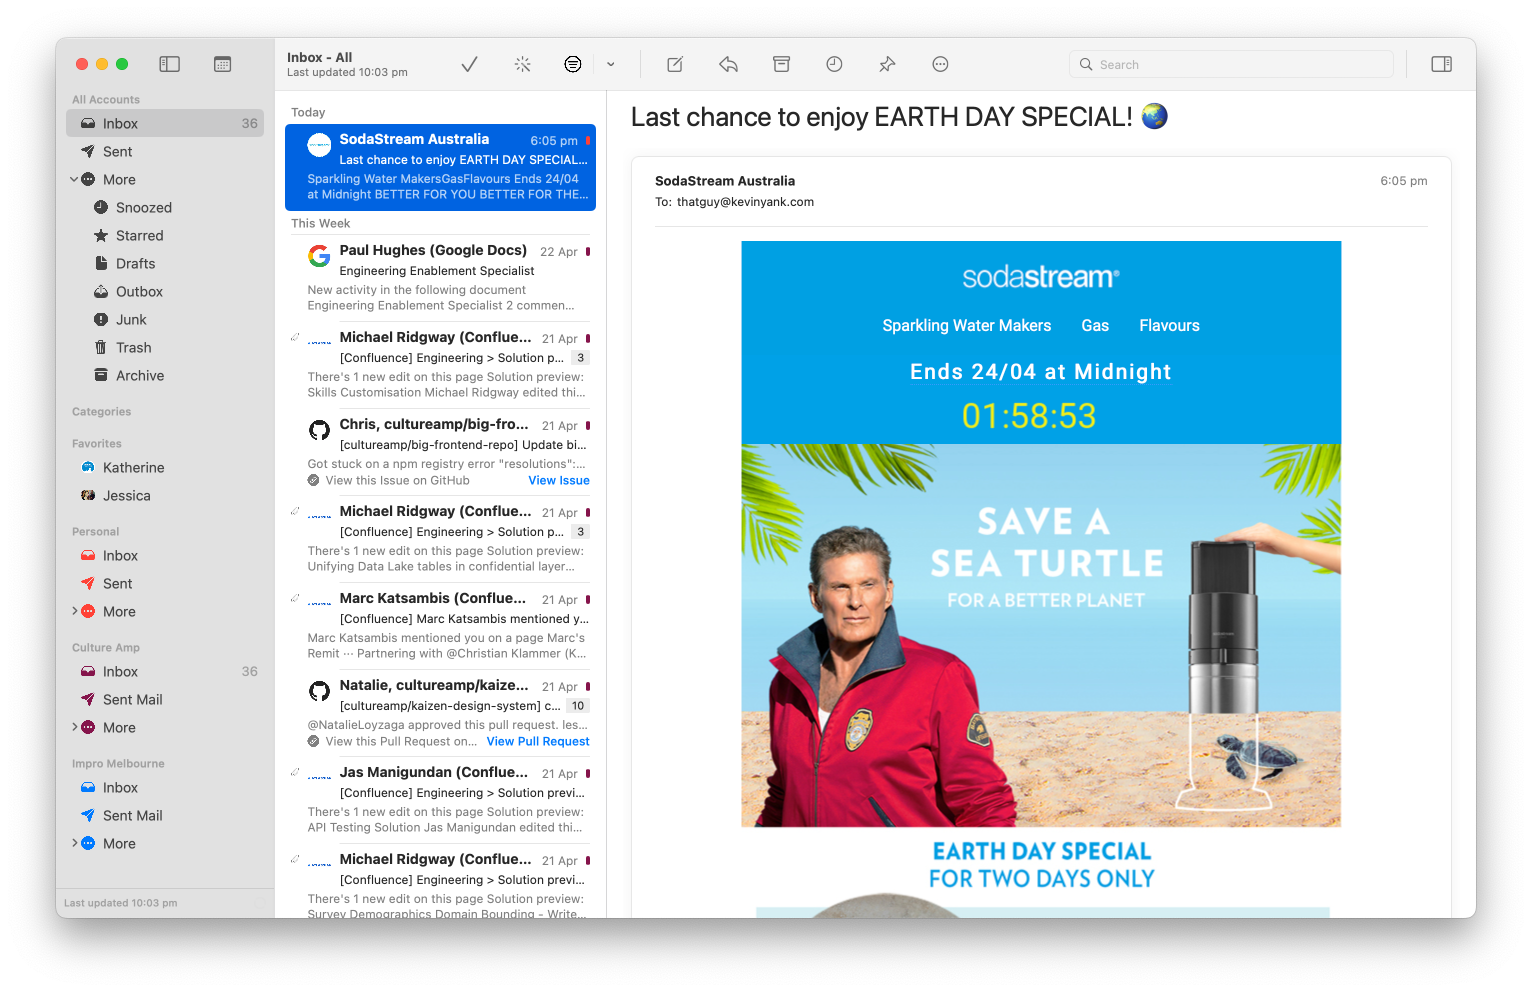 All Accounts
Inbox 36
Sent
More
Snoozed
Starred
Drafts
Outbox
Junk
Trash
Archive
Categories
Favorites
Katherine
Jessica
Personal
Inbox
Sent
More
Culture Amp
Inbox 36
Sent Mail
More
Impro Melbourne
Inbox
Sent Mail
More
Last updated 10:03 pm
Inbox - All
Last updated 10:03 pm
Search
Today
SodaStream Australia 6:05 pm
Last chance to enjoy EARTH DAY SPECIAL...
Sparkling Water MakersGasFlavours Ends 24/04
at Midnight BETTER FOR YOU BETTER FOR THE...
This Week
Paul Hughes (Google Docs) 22 Apr
Engineering Enablement Specialist
New activity in the following document
Engineering Enablement Specialist 2 commen...
Michael Ridgway (Conflue... 21 Apr
[Confluence] Engineering > Solution p... 3
There's 1 new edit on this page Solution preview:
Skills Customisation Michael Ridgway edited thi...
Chris, cultureamp/big-fro... 21 Apr
[cultureamp/big-frontend-repo] Update bi...
Got stuck on a npm registry error "resolutions":...
View this Issue on GitHub View Issue
Michael Ridgway (Conflue... 21 Apr
[Confluence] Engineering > Solution p... 3
There's 1 new edit on this page Solution preview:
Unifying Data Lake tables in confidential layer...
Marc Katsambis (Conflue... 21 Apr
[Confluence] Marc Katsambis mentioned y...
Marc Katsambis mentioned you on a page Marc's
Remit ··· Partnering with @Christian Klammer (K...
Natalie, cultureamp/kaize... 21 Apr
[cultureamp/kaizen-design-system] c... 10
@NatalieLoyzaga approved this pull request. les...
View this Pull Request on... View Pull Request
Jas Manigundan (Conflue... 21 Apr
[Confluence] Engineering > Solution previ...
There's 1 new edit on this page Solution preview:
API Testing Solution Jas Manigundan edited thi...
Michael Ridgway (Conflue... 21 Apr
[Confluence] Engineering > Solution previ...
There's 1 new edit on this page Solution preview:
Survey Demographics Domain Bounding - Write...
Last chance to enjoy EARTH DAY SPECIAL! 🌏
SodaStream Australia 6:05 pm
To: thatguy@kevinyank.com
sodastream®
Sparkling Water Makers Gas Flavours
Ends 24/04 at Midnight
01:58:53
SAVE A
SEA TURTLE
FOR A BETTER PLANET
EARTH DAY SPECIAL
FOR TWO DAYS ONLY